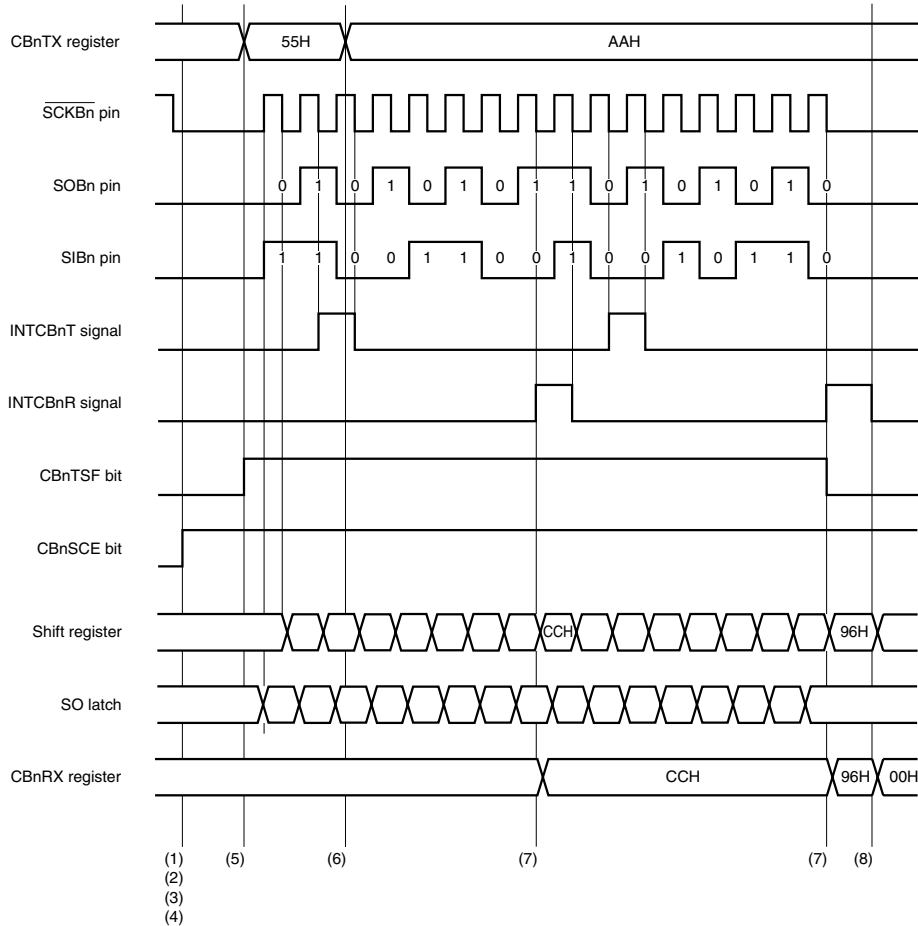 CBnTX register 55H AAH
SCKBn pin
SOBn pin 0 1 0 1 0 1 0 1 1 0 1 0 1 0 1 0
SIBn pin 1 1 0 0 1 1 0 0 1 0 0 1 0 1 1 0
INTCBnT signal
INTCBnR signal
CBnTSF bit
CBnSCE bit
Shift register CCH 96H
SO latch
CBnRX register CCH 96H 00H
(1) (5) (6) (7) (7) (8)
(2)
(3)
(4)